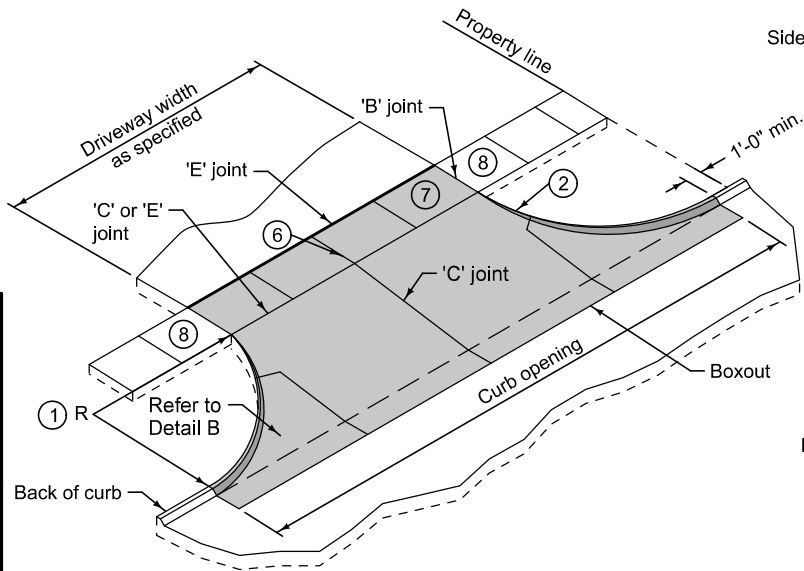 Property line
Side
Driveway width
as specified
'B' joint
1'-0" min.
'E' joint
8
7
2
'C' or 'E'
joint
6
'C' joint
8
Curb opening
Boxout
1 R
Refer to
Detail B
Back of curb